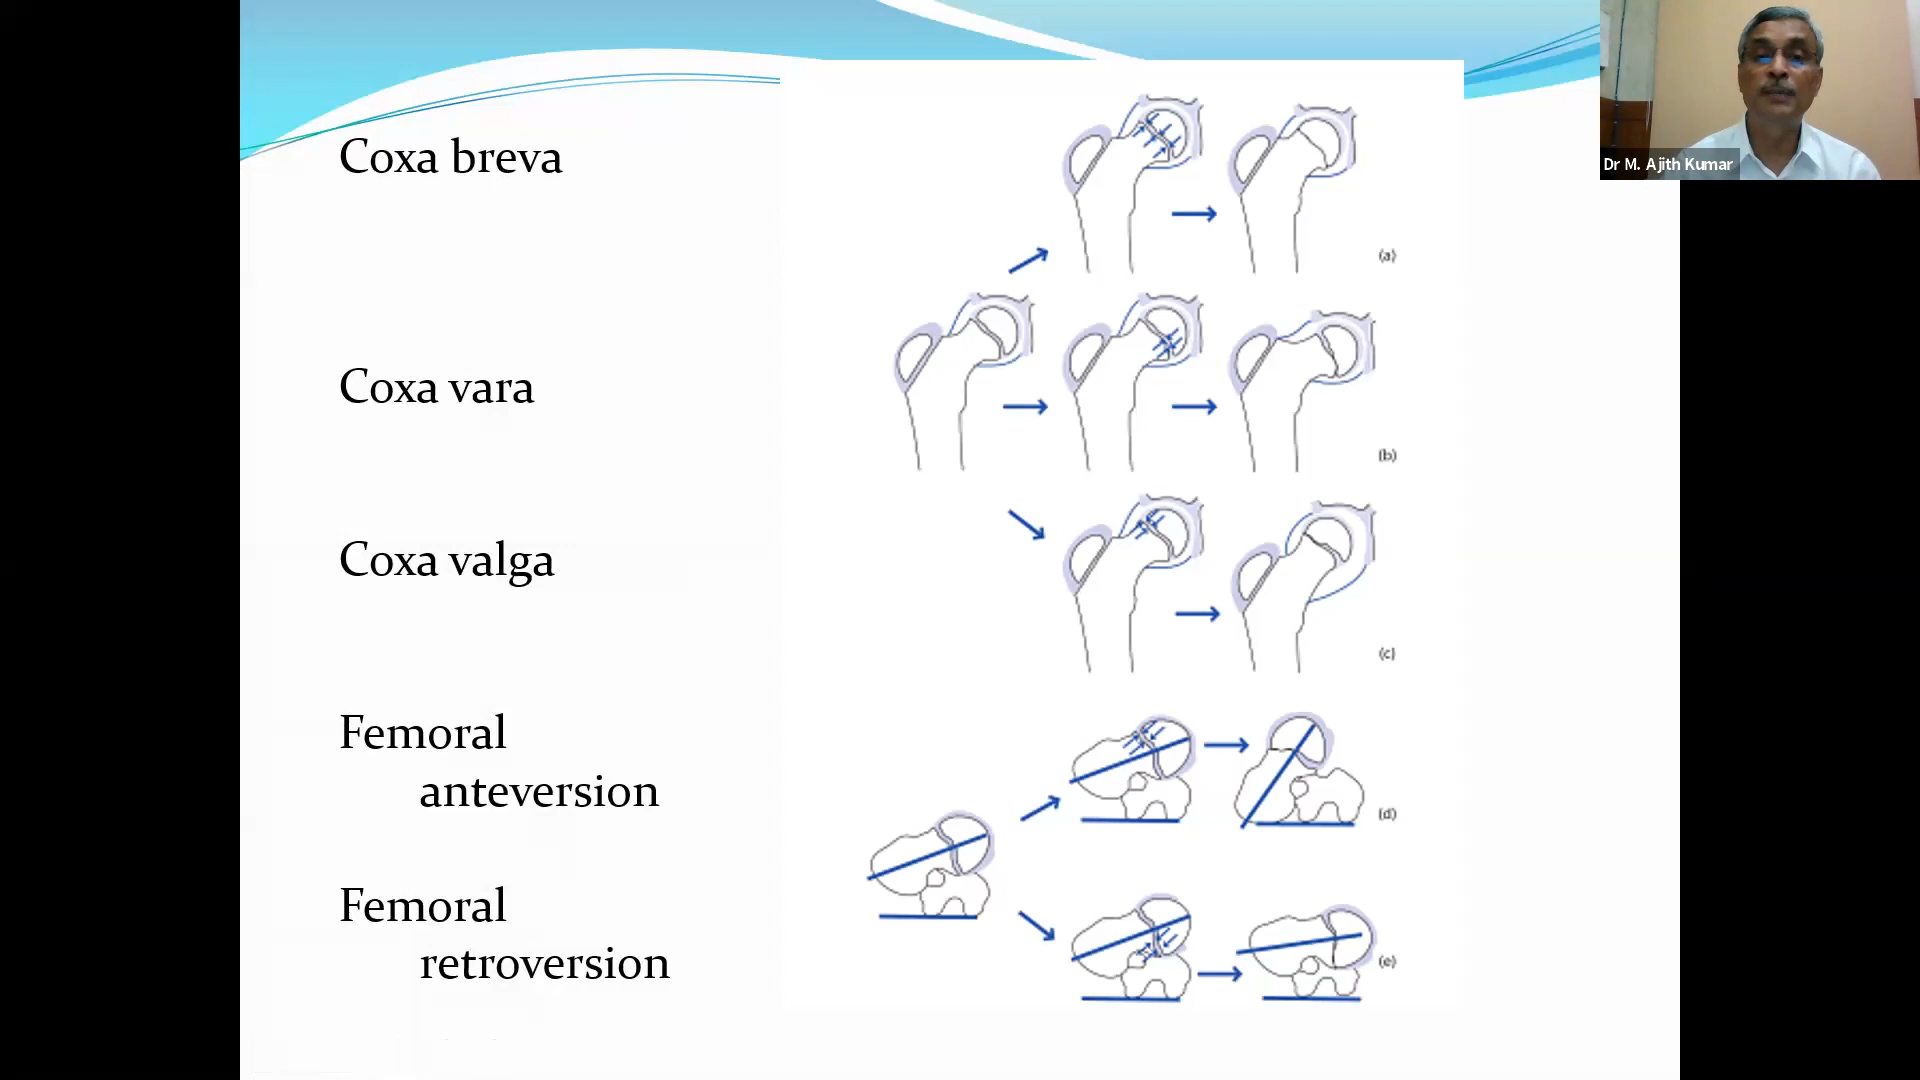 Coxa breva
Coxa vara
Coxa valga
Femoral
anteversion
Femoral
retroversion
(a)
(b)
(c)
(d)
(e)
Dr M. Ajith Kumar